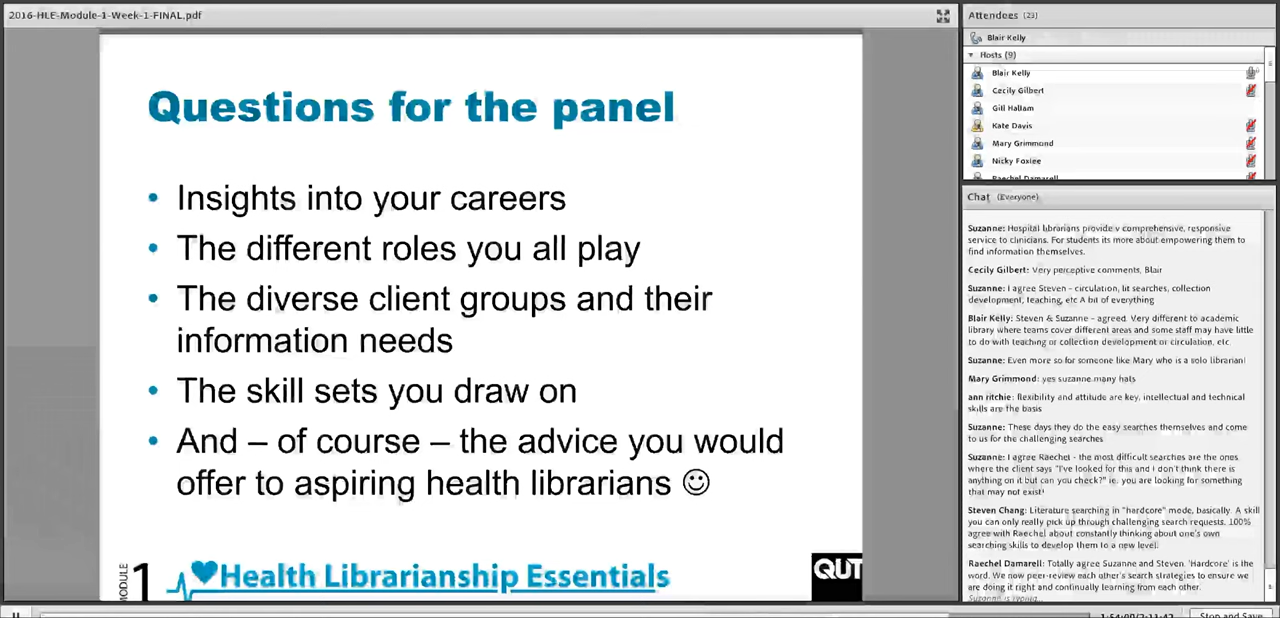 2016-HLE-Module-1-Week-1-FINAL.pdf
Questions for the panel
• Insights into your careers
• The different roles you all play
• The diverse client groups and their
information needs
• The skill sets you draw on
• And – of course – the advice you would
offer to aspiring health librarians ☺
MODULE
1
Health Librarianship Essentials
QUT
Attendees (23)
Blair Kelly
Hosts (9)
Blair Kelly
Cecily Gilbert
Gill Hallam
Kate Davis
Mary Grimmond
Nicky Foxlee
Raechel Damarell
Chat (Everyone)
Suzanne: Hospital librarians provide v comprehensive, responsive
service to clinicians. For students its more about empowering them to
find information themselves.
Cecily Gilbert: Very perceptive comments, Blair
Suzanne: I agree Steven - circulation, lit searches, collection
development, teaching, etc A bit of everything
Blair Kelly: Steven & Suzanne - agreed. Very different to academic
library where teams cover different areas and some staff may have little
to do with teaching or collection development or circulation, etc.
Suzanne: Even more so for someone like Mary who is a solo librarian!
Mary Grimmond: yes suzanne.many hats
ann ritchie: flexibility and attitude are key, intellectual and technical
skills are the basis
Suzanne: These days they do the easy searches themselves and come
to us for the challenging searches
Suzanne: I agree Raechel - the most difficult searches are the ones
where the client says "I've looked for this and I don't think there is
anything on it but can you check?" ie. you are looking for something
that may not exist!
Steven Chang: Literature searching in "hardcore" mode, basically. A skill
you can only really pick up through challenging search requests. 100%
agree with Raechel about constantly thinking about one's own
searching skills to develop them to a new level.
Raechel Damarell: Totally agree Suzanne and Steven. 'Hardcore' is the
word. We now peer-review each other's search strategies to ensure we
are doing it right and continually learning from each other.
Suzanne is
Stop and Save